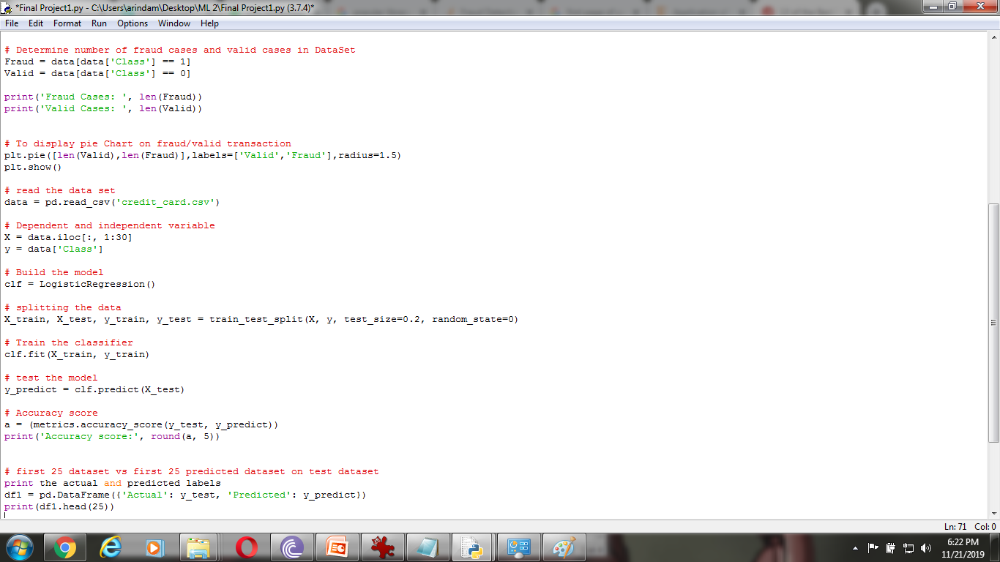 *Final Project1.py - C:\Users\arindam\Desktop\ML 2\Final Project1.py (3.7.4)*
File Edit Format Run Options Window Help
# Determine number of fraud cases and valid cases in DataSet
Fraud = data[data['Class'] == 1]
Valid = data[data['Class'] == 0]
print('Fraud Cases: ', len(Fraud))
print('Valid Cases: ', len(Valid))
# To display pie Chart on fraud/valid transaction
plt.pie([len(Valid),len(Fraud)],labels=['Valid','Fraud'],radius=1.5)
plt.show()
# read the data set
data = pd.read_csv('credit_card.csv')
# Dependent and independent variable
X = data.iloc[:, 1:30]
y = data['Class']
# Build the model
clf = LogisticRegression()
# splitting the data
X_train, X_test, y_train, y_test = train_test_split(X, y, test_size=0.2, random_state=0)
# Train the classifier
clf.fit(X_train, y_train)
# test the model
y_predict = clf.predict(X_test)
# Accuracy score
a = (metrics.accuracy_score(y_test, y_predict))
print('Accuracy score:', round(a, 5))
# first 25 dataset vs first 25 predicted dataset on test dataset
print the actual and predicted labels
df1 = pd.DataFrame({'Actual': y_test, 'Predicted': y_predict})
print(df1.head(25))
Ln: 71 Col: 0
6:22 PM
11/21/2019